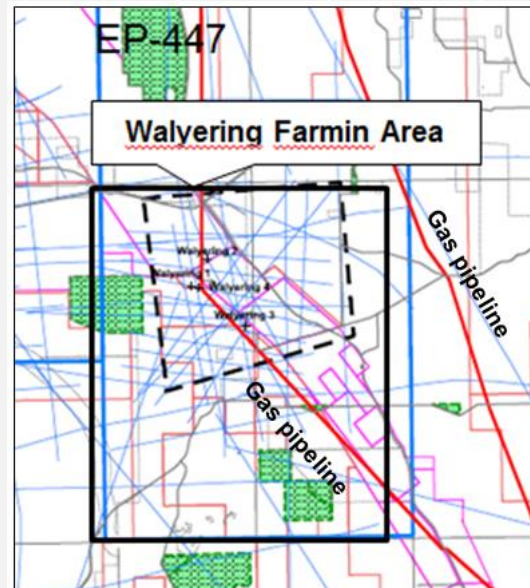 EP-447
Walyering Farmin Area
Walyering 2
Walyering 1
Walyering 4
Walyering 3
Gas pipeline
Gas pipeline